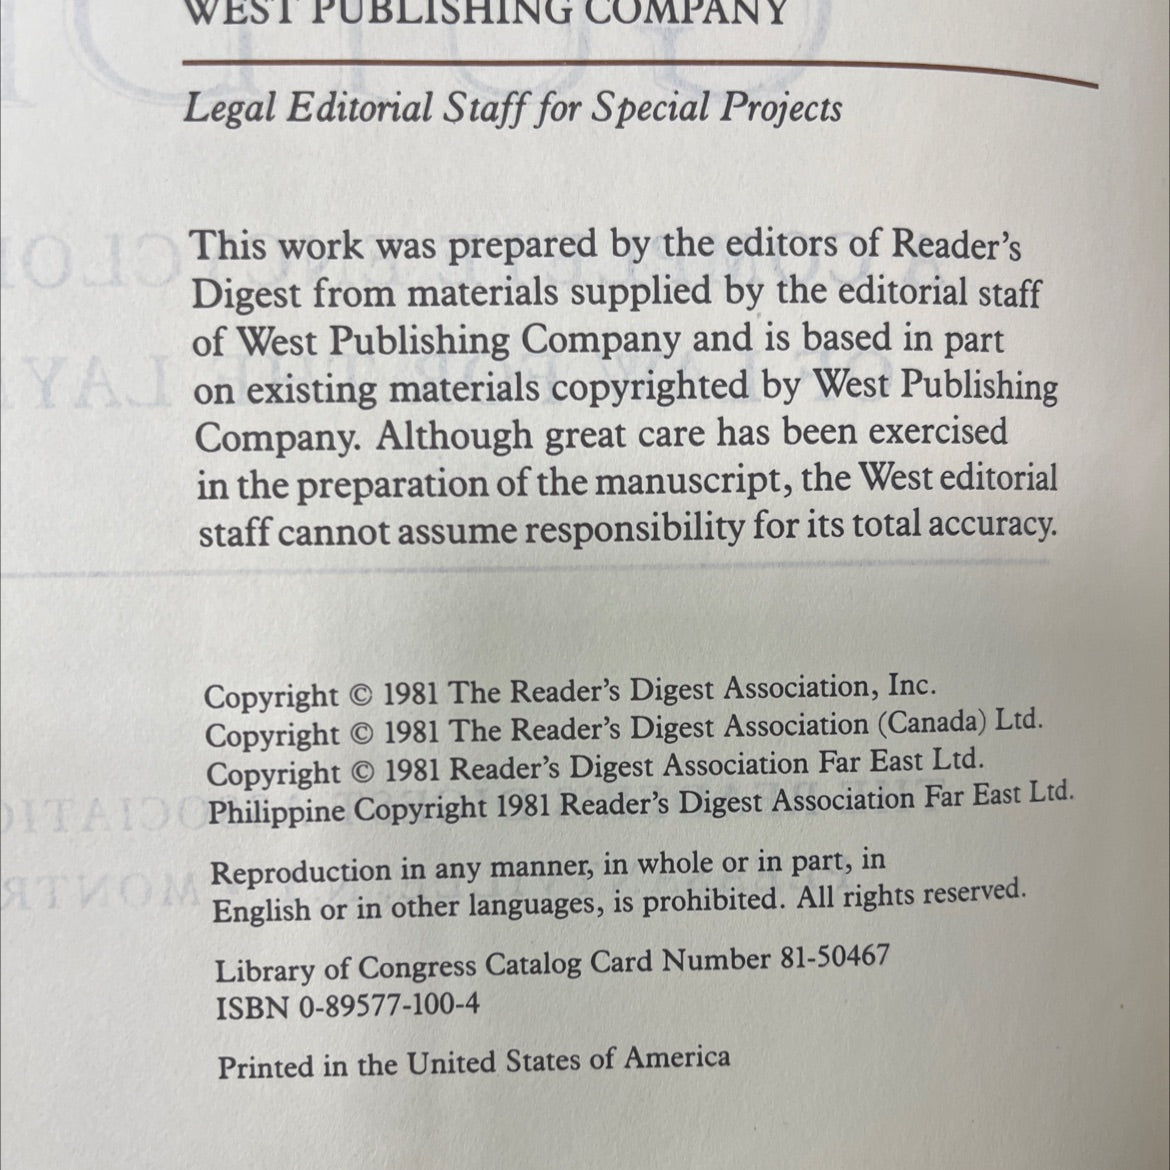 WEST PUBLISHING COMPANY
Legal Editorial Staff for Special Projects
This work was prepared by the editors of Reader's
Digest from materials supplied by the editorial staff
of West Publishing Company and is based in part
on existing materials copyrighted by West Publishing
Company. Although great care has been exercised
in the preparation of the manuscript, the West editorial
staff cannot assume responsibility for its total accuracy.
Copyright © 1981 The Reader's Digest Association, Inc.
Copyright © 1981 The Reader's Digest Association (Canada) Ltd.
Copyright © 1981 Reader's Digest Association Far East Ltd.
Philippine Copyright 1981 Reader's Digest Association Far East Ltd.
Reproduction in any manner, in whole or in part, in
English or in other languages, is prohibited. All rights reserved.
Library of Congress Catalog Card Number 81-50467
ISBN 0-89577-100-4
Printed in the United States of America